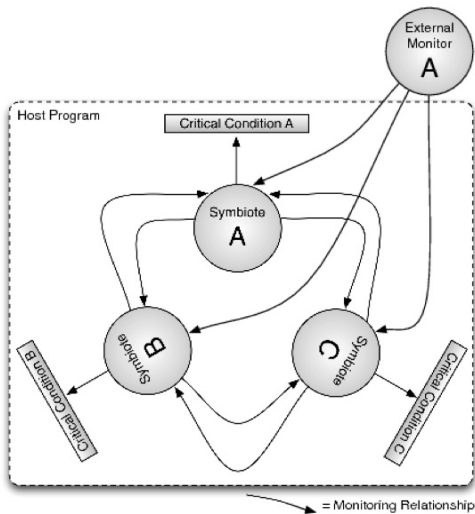 External
Monitor
A
Host Program
Critical Condition A
Symbiote
A
Symbiote
B
Symbiote
C
Critical Condition B
Critical Condition C
= Monitoring Relationship